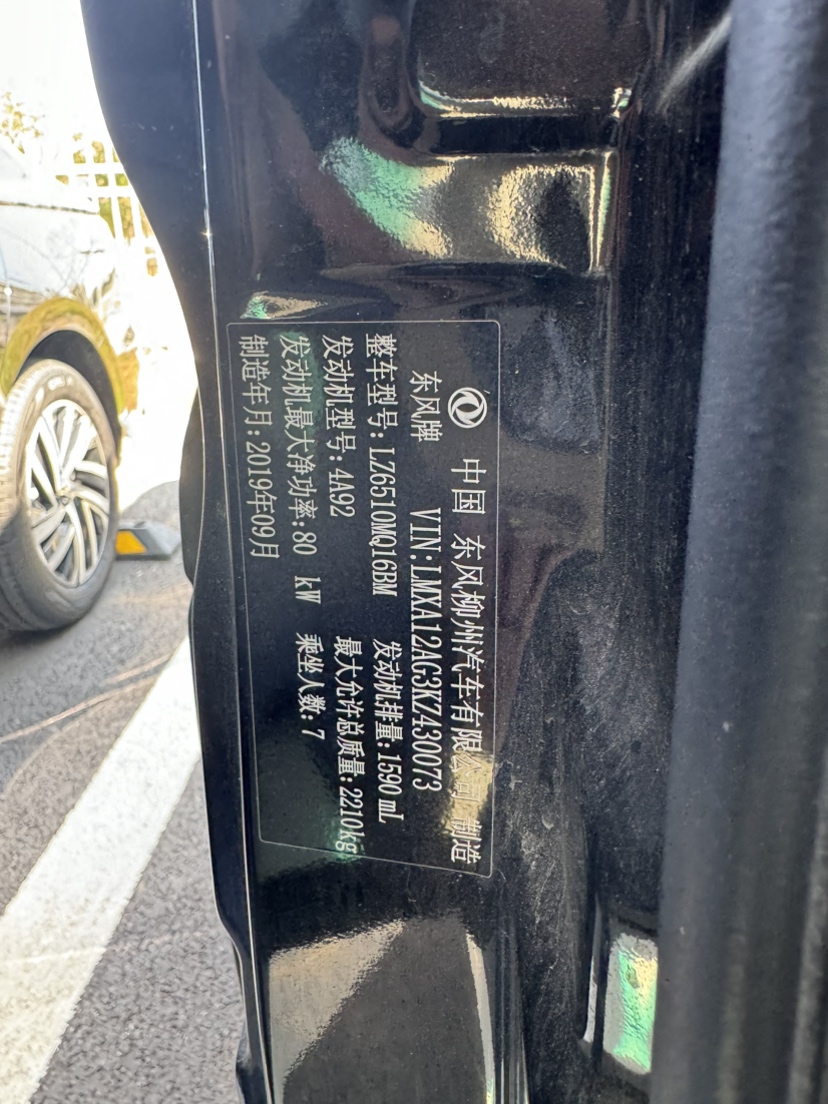 中国 东风柳州汽车有限公司 制造
东风牌 VIN:LMXA12AG3KZ430073
整车型号:LZ6510MQ16BM 发动机排量:1590 mL
发动机型号:4A92 最大允许总质量:2210kg
发动机最大净功率:80 kW 乘坐人数:7
制造年月:2019年09月